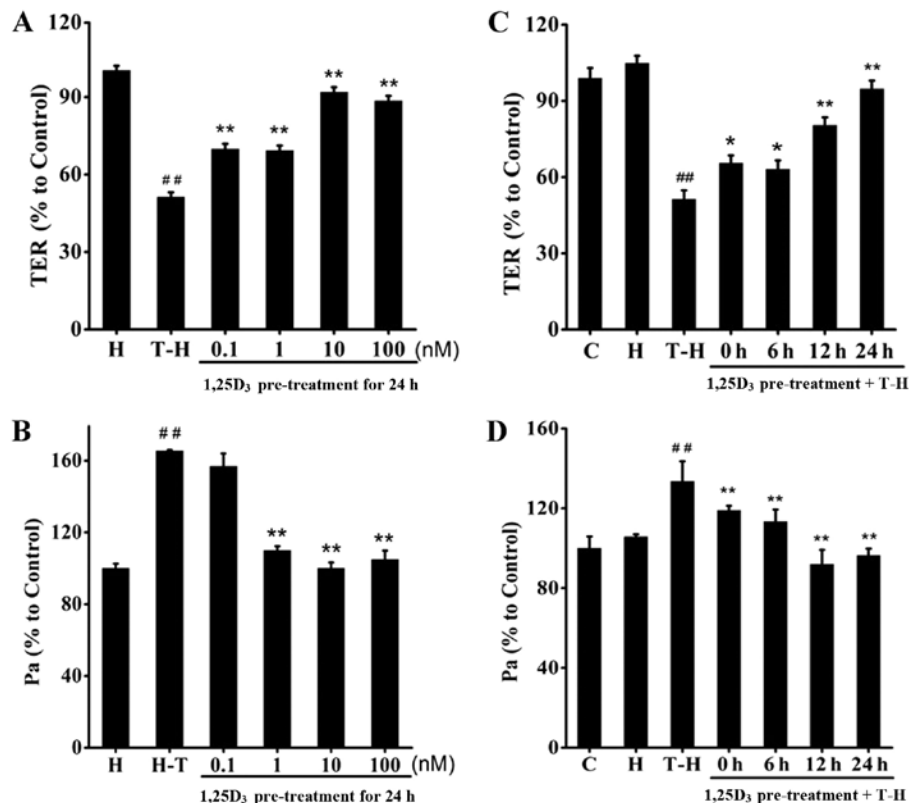 A
TER (% to Control)
120
90
60
30
0
##
**
**
**
**
H T-H 0.1 1 10 100 (nM)
1,25D₃ pre-treatment for 24 h
C
TER (% to Control)
120
90
60
30
0
##
*
*
**
**
C H T-H 0 h 6 h 12 h 24 h
1,25D₃ pre-treatment + T-H
B
Pa (% to Control)
160
120
80
40
0
##
**
**
**
H H-T 0.1 1 10 100 (nM)
1,25D₃ pre-treatment for 24 h
D
Pa (% to Control)
160
120
80
40
0
##
**
**
**
**
C H T-H 0 h 6 h 12 h 24 h
1,25D₃ pre-treatment + T-H